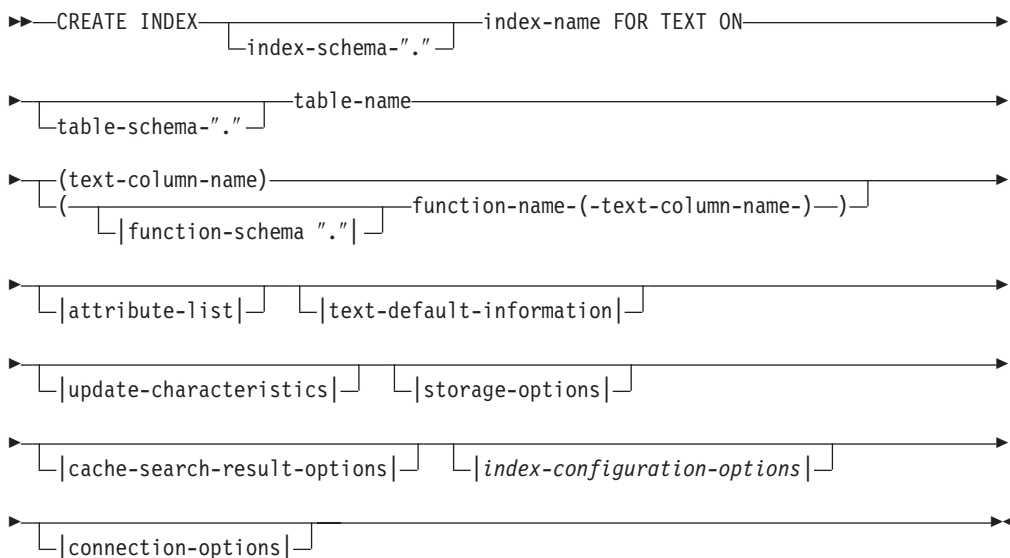 CREATE INDEX index-name FOR TEXT ON
index-schema-"."
table-name
table-schema-"."
(text-column-name)
( function-name-(-text-column-name-) )
|function-schema "."|
|attribute-list| |text-default-information|
|update-characteristics| |storage-options|
|cache-search-result-options| |index-configuration-options|
|connection-options|